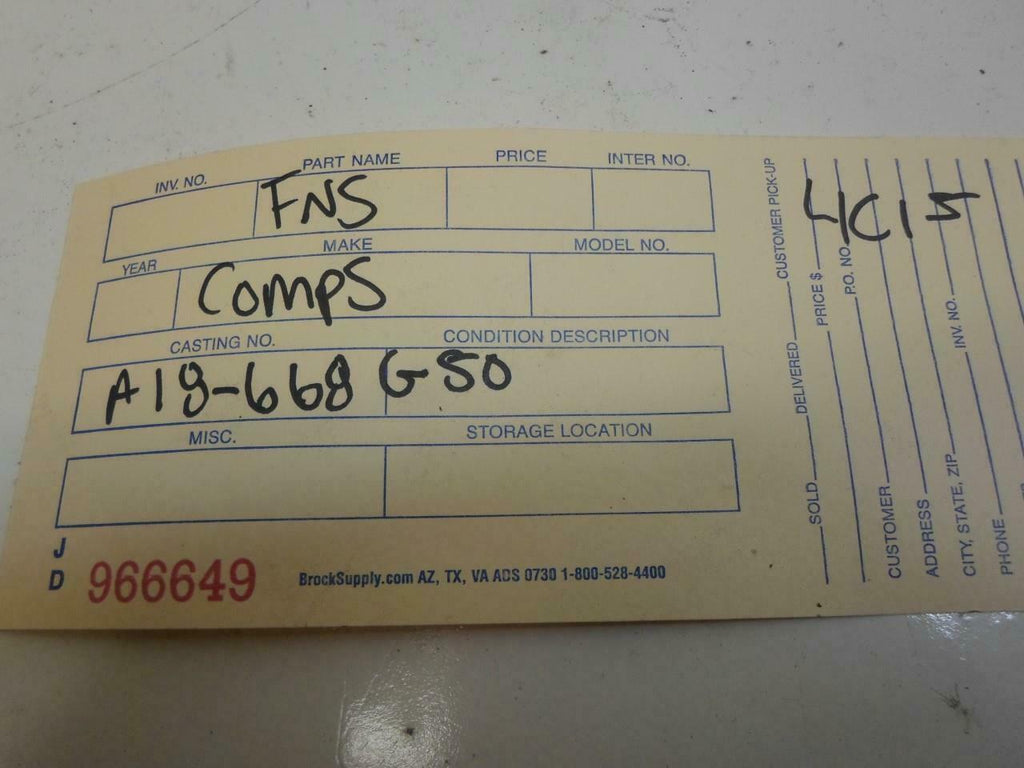 INV. NO. PART NAME PRICE INTER NO.
FNS
YEAR MAKE MODEL NO.
Comps
CASTING NO. CONDITION DESCRIPTION
A18-668 G50
MISC. STORAGE LOCATION
J
D 966649
BrockSupply.com AZ, TX, VA ADS 0730 1-800-528-4400
4C15
SOLD DELIVERED CUSTOMER PICK-UP
PRICE $
P.O. NO.
CUSTOMER
ADDRESS
CITY, STATE, ZIP INV. NO.
PHONE